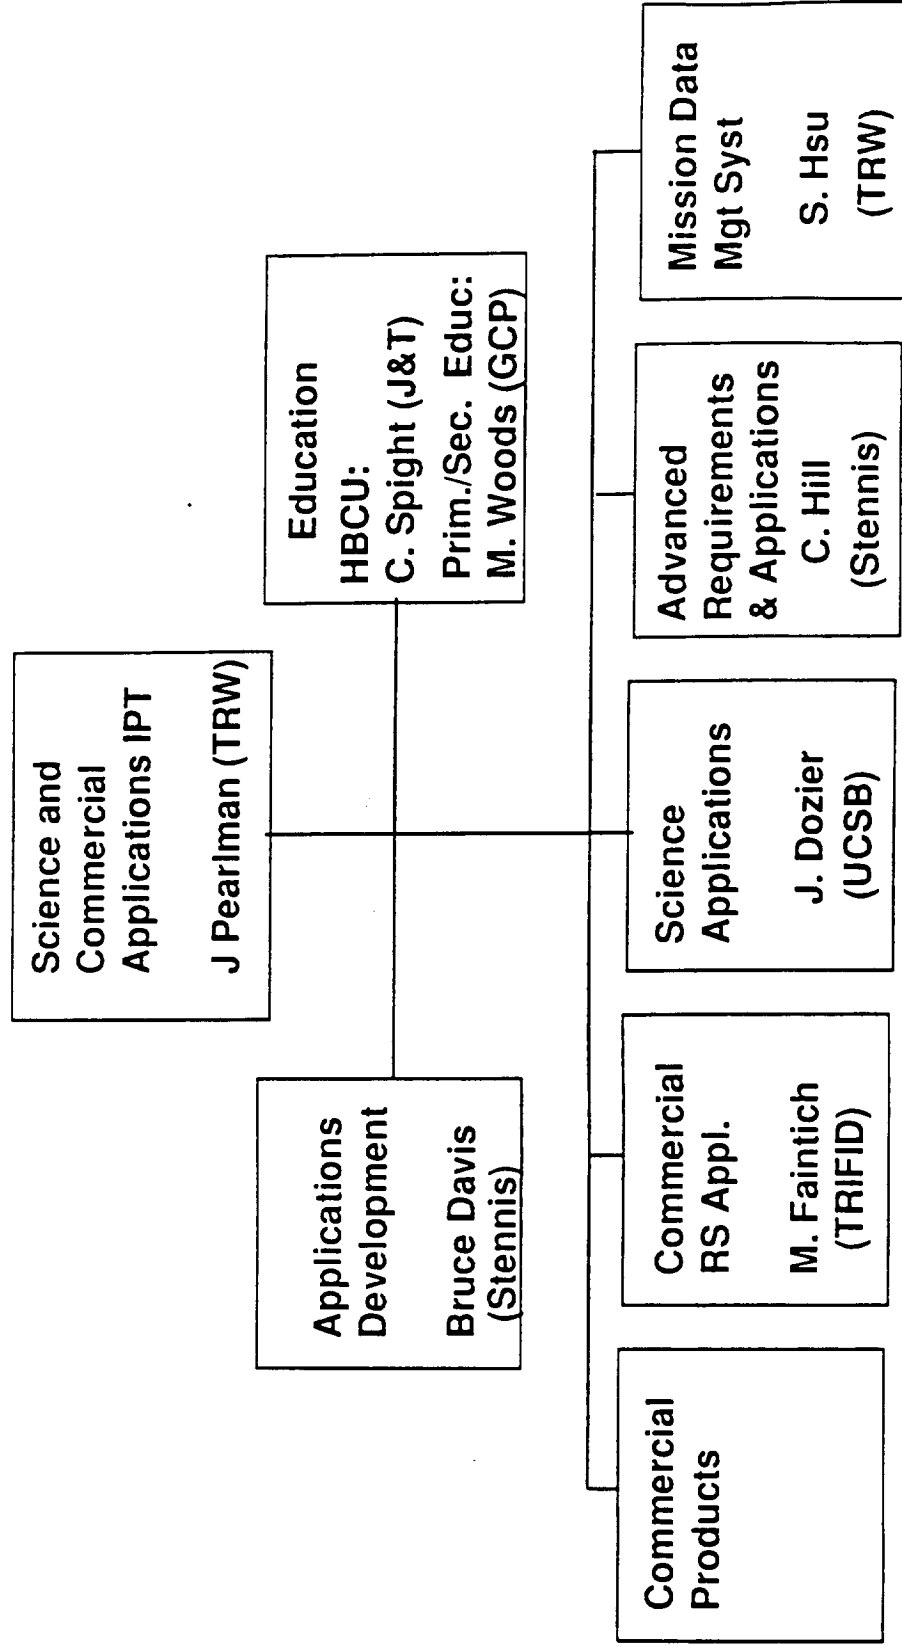 Science and
Commercial
Applications IPT
J Pearlman (TRW)
Applications
Development
Bruce Davis
(Stennis)
Education
HBCU:
C. Spight (J&T)
Prim./Sec. Educ:
M. Woods (GCP)
Commercial
Products
Commercial
RS Appl.
M. Faintich
(TRIFID)
Science
Applications
J. Dozier
(UCSB)
Advanced
Requirements
& Applications
C. Hill
(Stennis)
Mission Data
Mgt Syst
S. Hsu
(TRW)